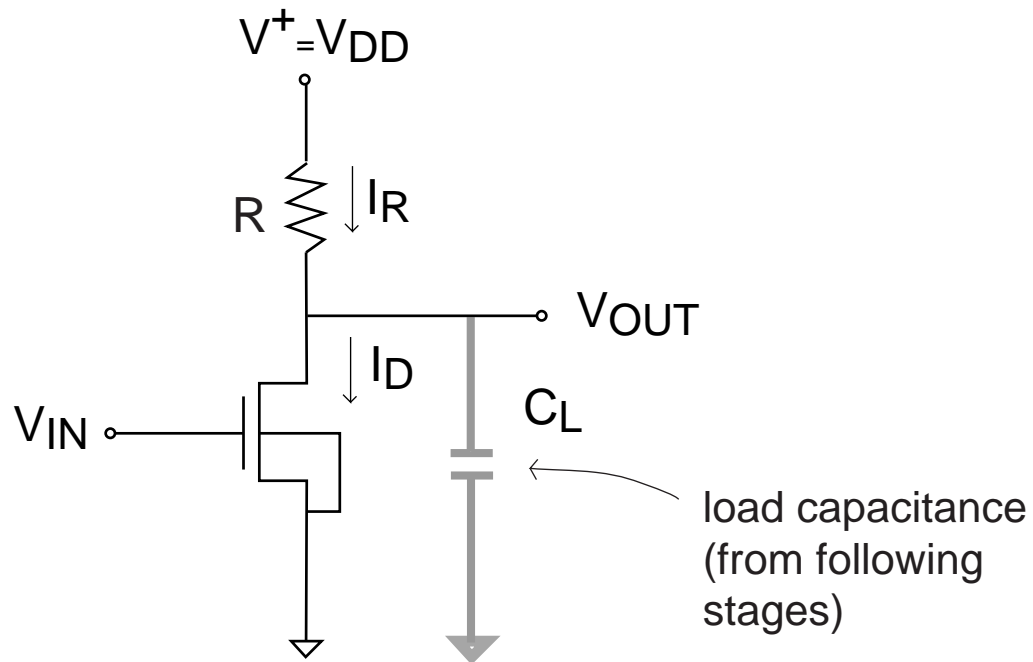 V+=VDD
R
IR
VOUT
ID
VIN
CL
load capacitance
(from following
stages)